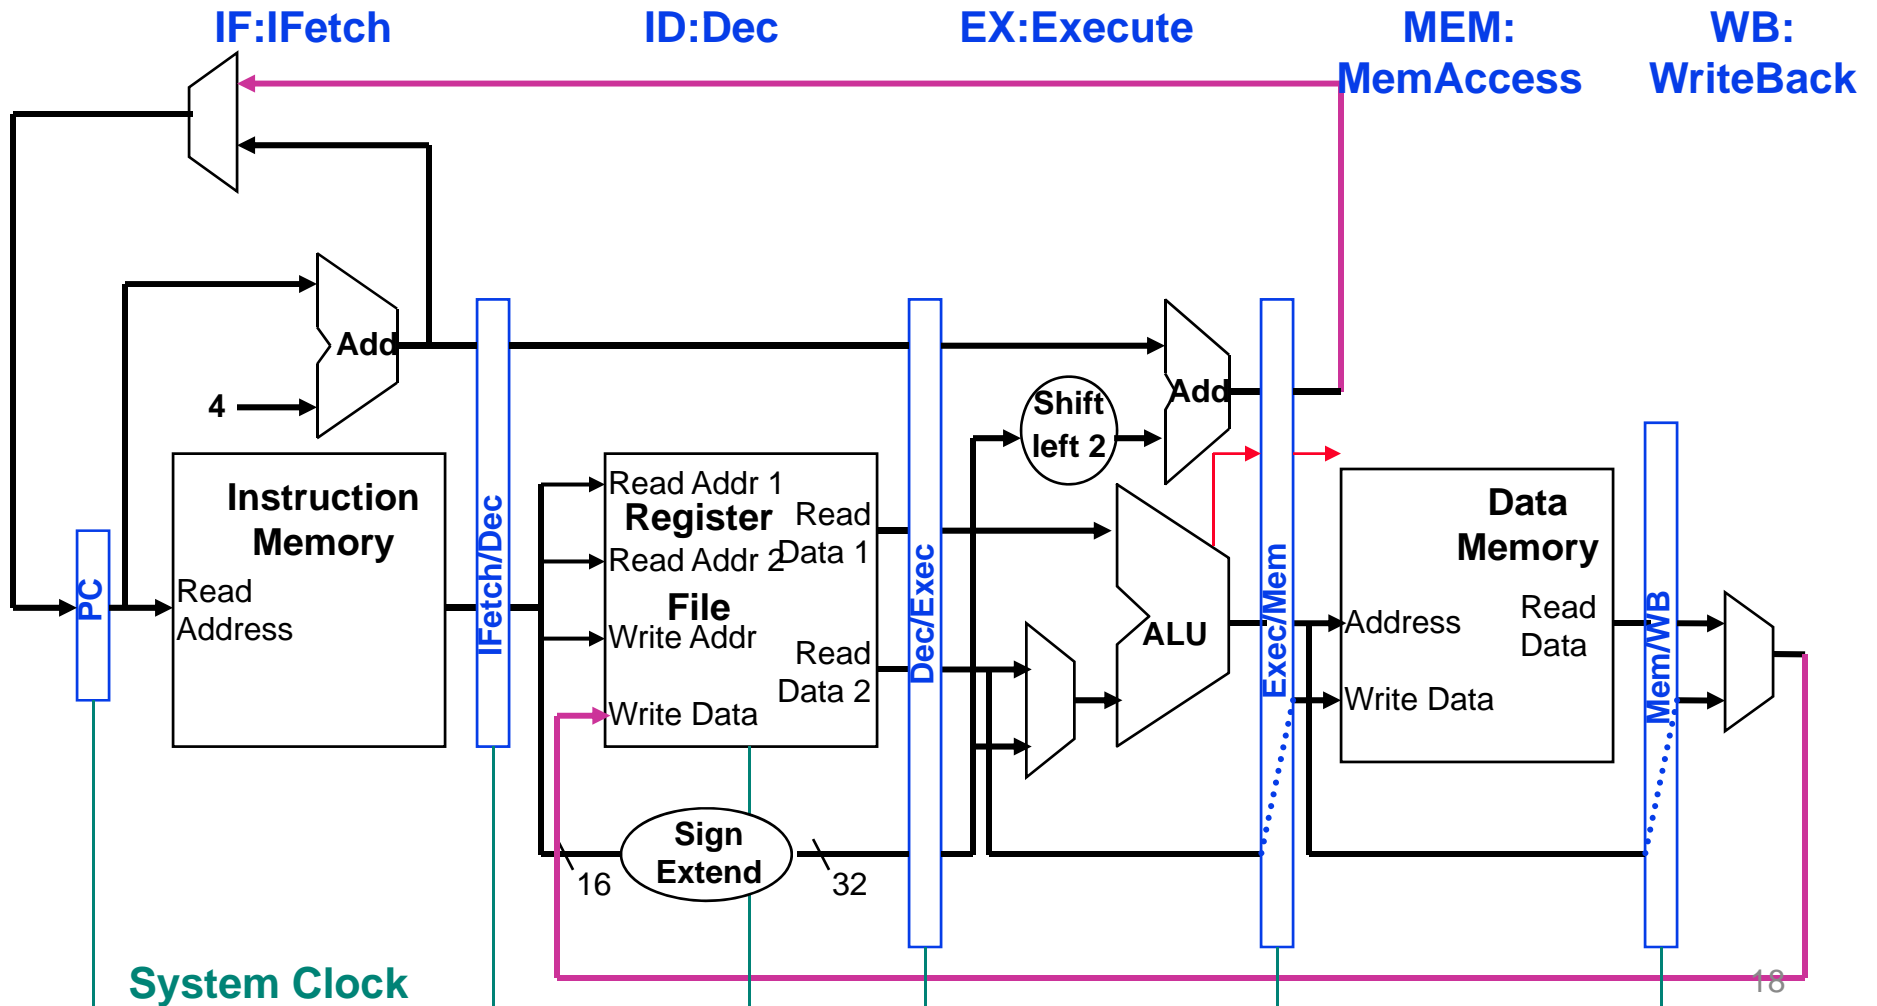 IF:IFetch
ID:Dec
EX:Execute
MEM:
MemAccess
WB:
WriteBack
Add
4
Instruction
Memory
Read
Address
PC
IFetch/Dec
Read Addr 1
Register
Read Addr 2
File
Write Addr
Write Data
Read
Data 1
Read
Data 2
Sign
Extend
16
32
Dec/Exec
Shift
left 2
Add
ALU
Exec/Mem
Data
Memory
Address
Read
Data
Write Data
Mem/WB
System Clock
18